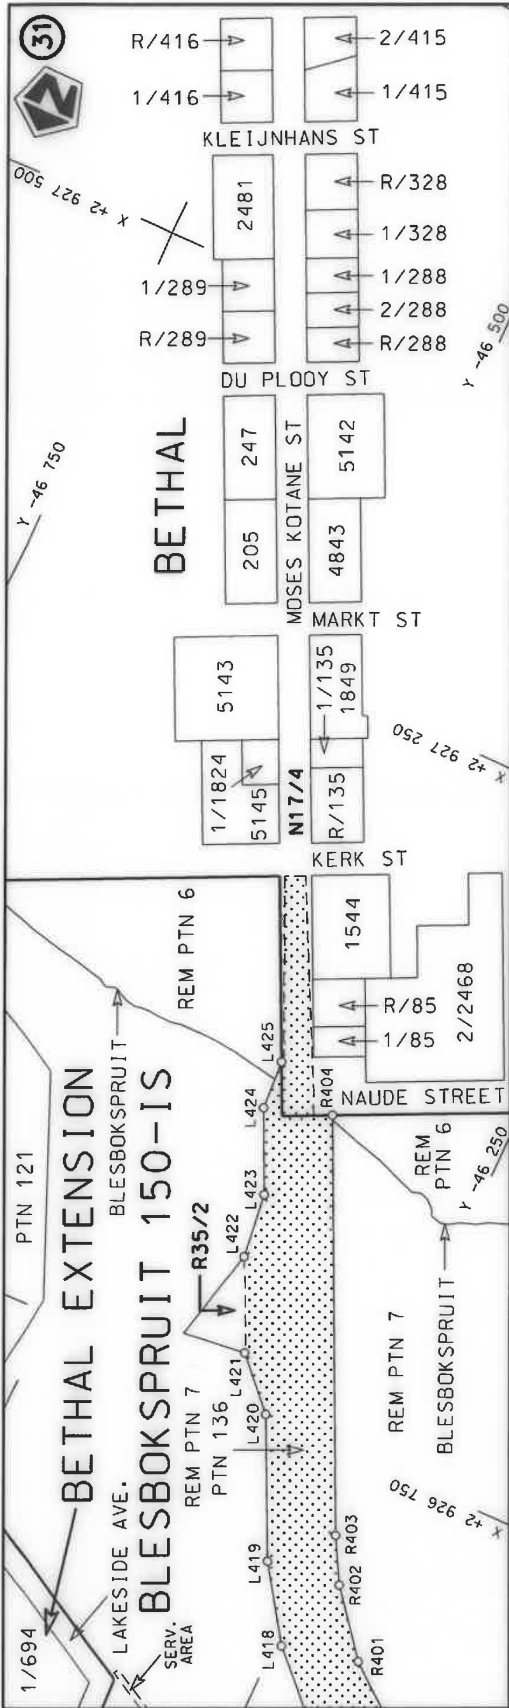 31
R/416
2/415
1/416
1/415
KLEIJNHANS ST
X +2 927 500
2481
R/328
1/328
1/289
1/288
2/288
R/289
R/288
DU PLOOY ST
Y -46 500
Y -46 750
BETHAL
247
5142
MOSES KOTANE ST
205
4843
MARKT ST
5143
1/135
1849
1/1824
5145
N17/4
R/135
X +2 927 250
KERK ST
REM PTN 6
1544
R/85
1/85
2/2468
L425
BLESBOKSPRUIT
NAUDE STREET
R404
L424
PTN 121
BETHAL EXTENSION
BLESBOKSPRUIT 150-IS
L423
L422
R35/2
REM
PTN 6
Y -46 250
BLESBOKSPRUIT
L421
L420
REM PTN 7
PTN 136
REM PTN 7
X +2 926 750
L419
R403
R402
L418
R401
LAKESIDE AVE.
SERV.
AREA
1/694